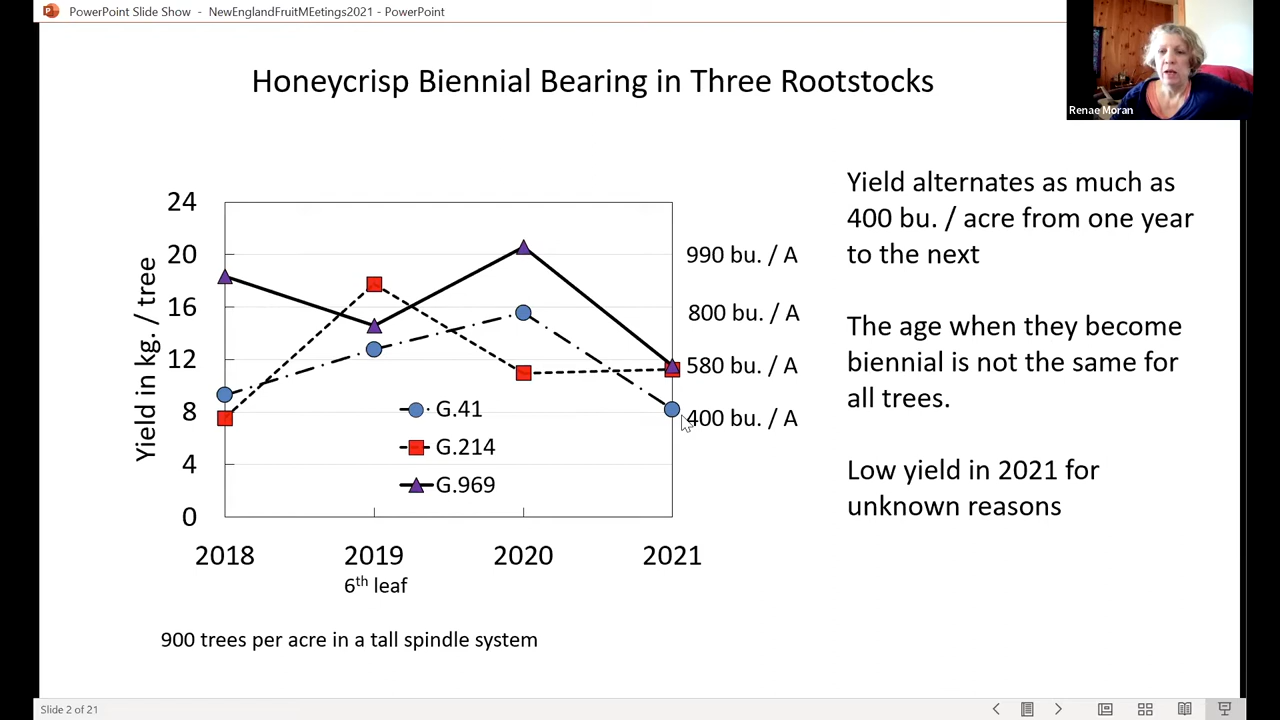 PowerPoint Slide Show - NewEnglandFruitMEetings2021 - PowerPoint
Renae Moran
Honeycrisp Biennial Bearing in Three Rootstocks
Yield in kg. / tree
24
20
16
12
8
4
0
990 bu. / A
800 bu. / A
580 bu. / A
400 bu. / A
G.41
G.214
G.969
2018 2019 2020 2021
6th leaf
900 trees per acre in a tall spindle system
Yield alternates as much as
400 bu. / acre from one year
to the next
The age when they become
biennial is not the same for
all trees.
Low yield in 2021 for
unknown reasons
Slide 2 of 21